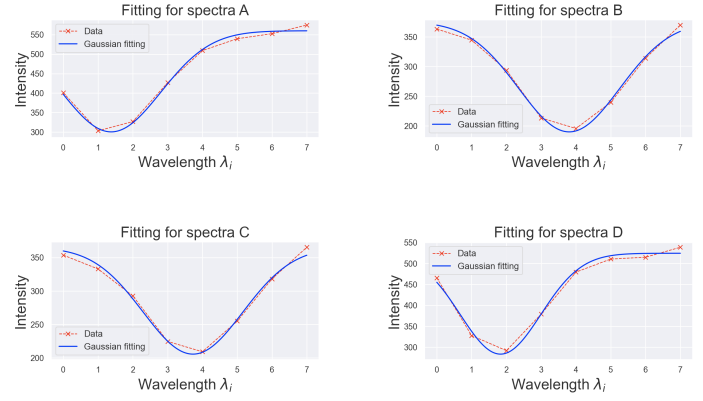 Fitting for spectra A
Intensity
550
500
450
400
350
300
Data
Gaussian fitting
0 1 2 3 4 5 6 7
Wavelength λi
Fitting for spectra B
Intensity
350
300
250
200
Data
Gaussian fitting
0 1 2 3 4 5 6 7
Wavelength λi
Fitting for spectra C
Intensity
350
300
250
200
Data
Gaussian fitting
0 1 2 3 4 5 6 7
Wavelength λi
Fitting for spectra D
Intensity
550
500
450
400
350
300
Data
Gaussian fitting
0 1 2 3 4 5 6 7
Wavelength λi